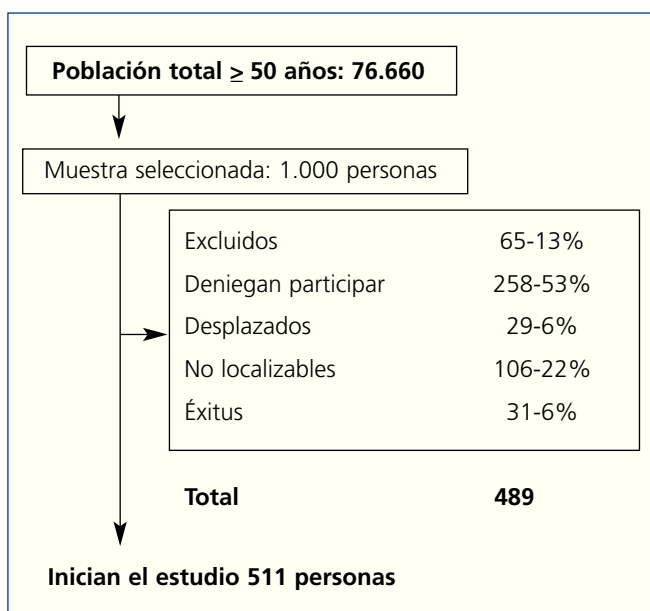 Población total ≥ 50 años: 76.660
Muestra seleccionada: 1.000 personas
Excluidos 65-13%
Deniegan participar 258-53%
Desplazados 29-6%
No localizables 106-22%
Éxitus 31-6%
Total 489
Inician el estudio 511 personas